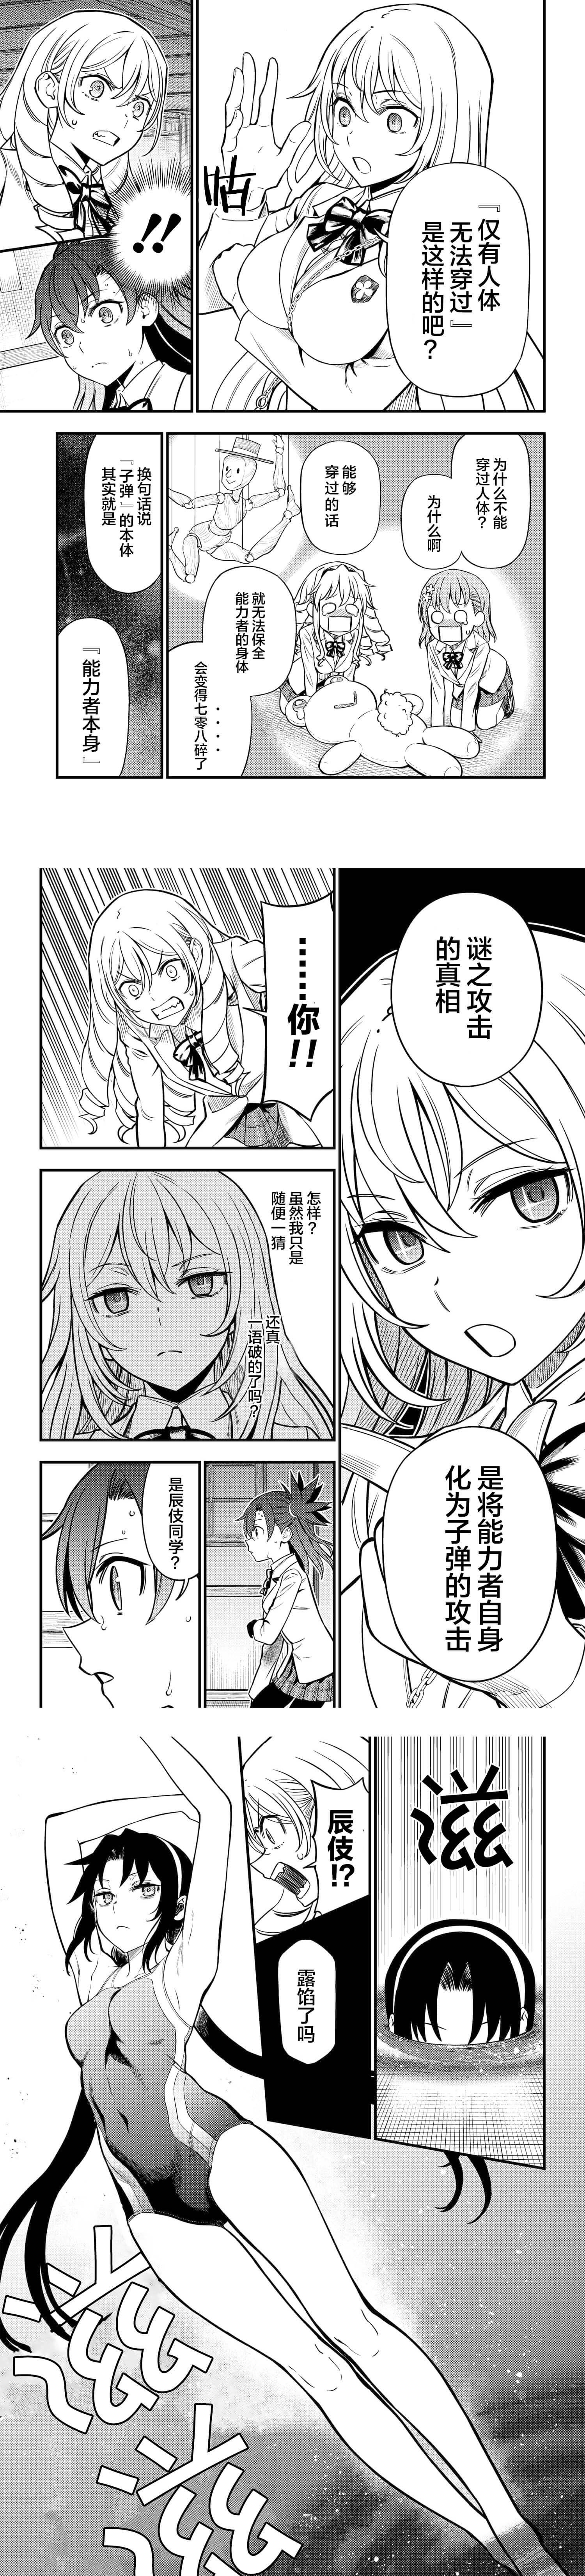 『仅有人体
无法穿过』
是这样的吧？
咕
!!
为什么不能
穿过人体？
为什么啊
能够
穿过的话
就无法保全
能力者的身体
会变得七零八碎了
换句话说
『子弹』的本体
其实就是
『能力者本身』
谜之攻击
的真相
是将能力者自身
化为子弹的攻击
……你!!
怎样？
虽然我只是
随便一猜
还真
一语破的了吗？
是辰伎同学？
滋
辰伎!?
露馅了吗
滋滋
滋滋